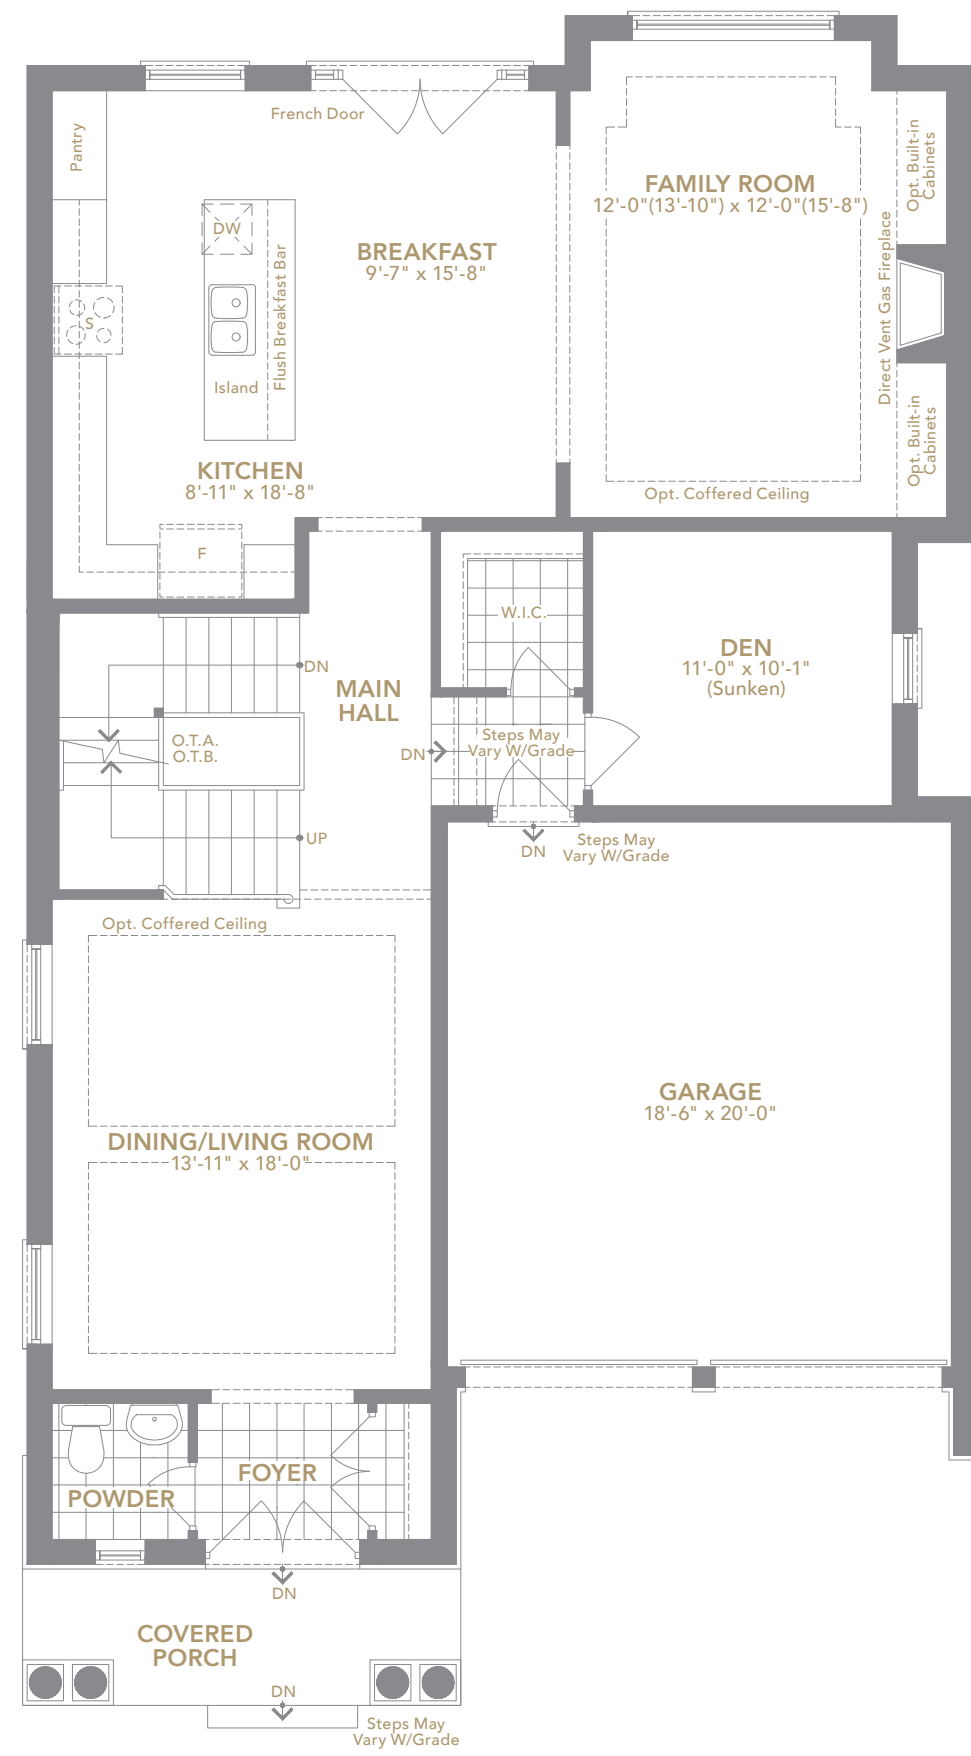 French Door
Pantry
FAMILY ROOM
12'-0"(13'-10") x 12'-0"(15'-8")
Opt. Built-in
Cabinets
DW
BREAKFAST
9'-7" x 15'-8"
Flush Breakfast Bar
Direct Vent Gas Fireplace
S
Island
Opt. Built-in
Cabinets
KITCHEN
8'-11" x 18'-8"
Opt. Coffered Ceiling
F
W.I.C.
DEN
11'-0" x 10'-1"
(Sunken)
DN
MAIN
HALL
O.T.A.
O.T.B.
DN
Steps May
Vary W/Grade
UP
DN
Steps May
Vary W/Grade
Opt. Coffered Ceiling
GARAGE
18'-6" x 20'-0"
DINING/LIVING ROOM
13'-11" x 18'-0"
FOYER
POWDER
DN
COVERED
PORCH
DN
Steps May
Vary W/Grade